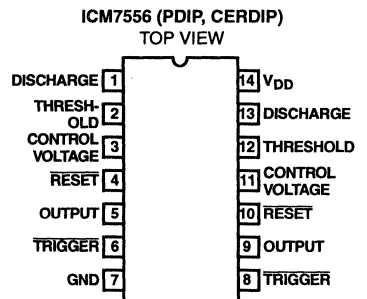 ICM7556 (PDIP, CERDIP)
TOP VIEW
DISCHARGE 1
THRESH-
OLD 2
CONTROL
VOLTAGE 3
RESET 4
OUTPUT 5
TRIGGER 6
GND 7
14 VDD
13 DISCHARGE
12 THRESHOLD
11 CONTROL
VOLTAGE
10 RESET
9 OUTPUT
8 TRIGGER